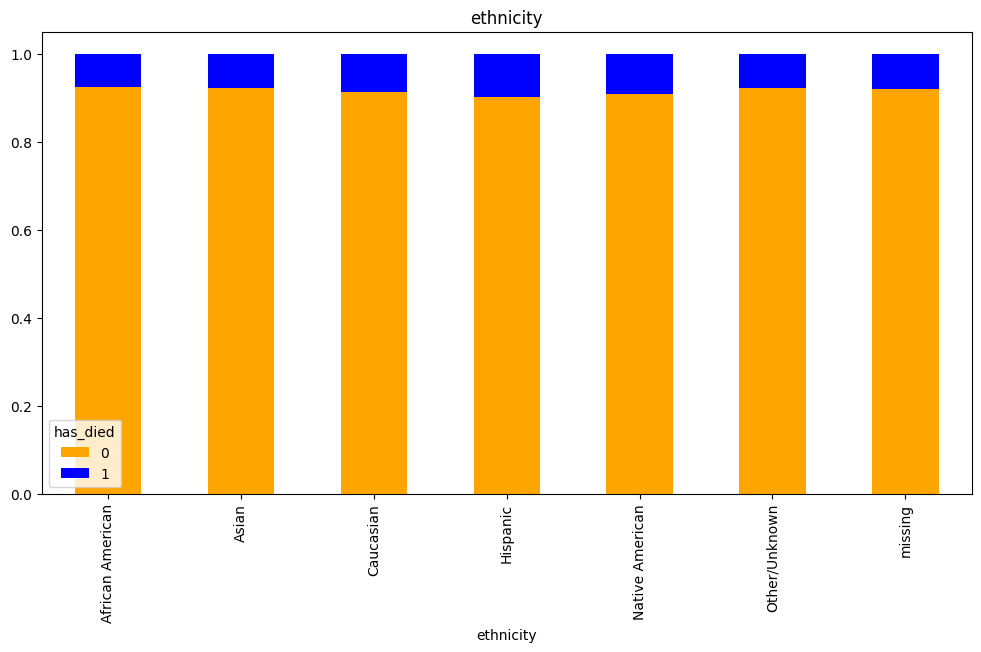 ethnicity
1.0
0.8
0.6
0.4
0.2
0.0
has_died
0
1
African American
Asian
Caucasian
Hispanic
Native American
Other/Unknown
missing
ethnicity